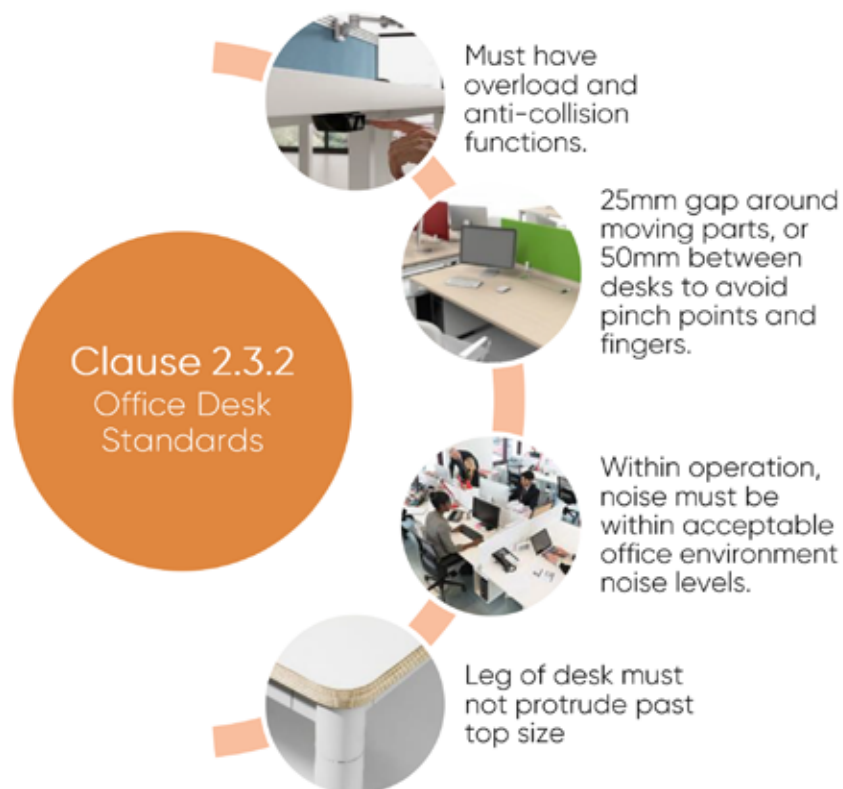 Clause 2.3.2
Office Desk
Standards
Must have
overload and
anti-collision
functions.
25mm gap around
moving parts, or
50mm between
desks to avoid
pinch points and
fingers.
Within operation,
noise must be
within acceptable
office environment
noise levels.
Leg of desk must
not protrude past
top size